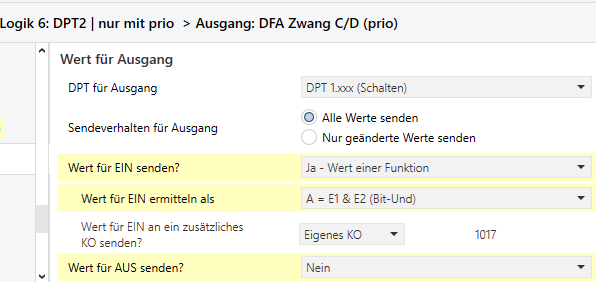 Logik 6: DPT2 | nur mit prio > Ausgang: DFA Zwang C/D (prio)
Wert für Ausgang
DPT für Ausgang DPT 1.xxx (Schalten)
Sendeverhalten für Ausgang Alle Werte senden
Nur geänderte Werte senden
Wert für EIN senden? Ja - Wert einer Funktion
Wert für EIN ermitteln als A = E1 & E2 (Bit-Und)
Wert für EIN an ein zusätzliches
KO senden? Eigenes KO 1017
Wert für AUS senden? Nein